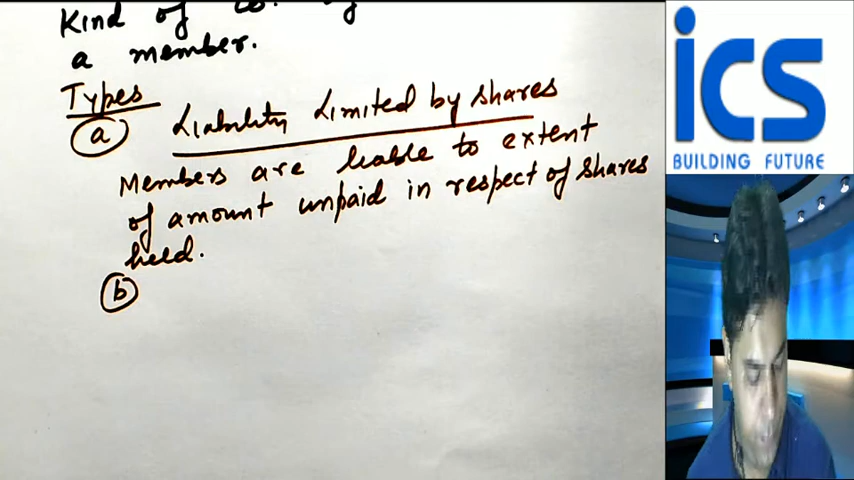 Kind of co.
a member.
Types
(a) Liability Limited by shares
Members are liable to extent
of amount unpaid in respect of shares
held.
(b)
ics
BUILDING FUTURE